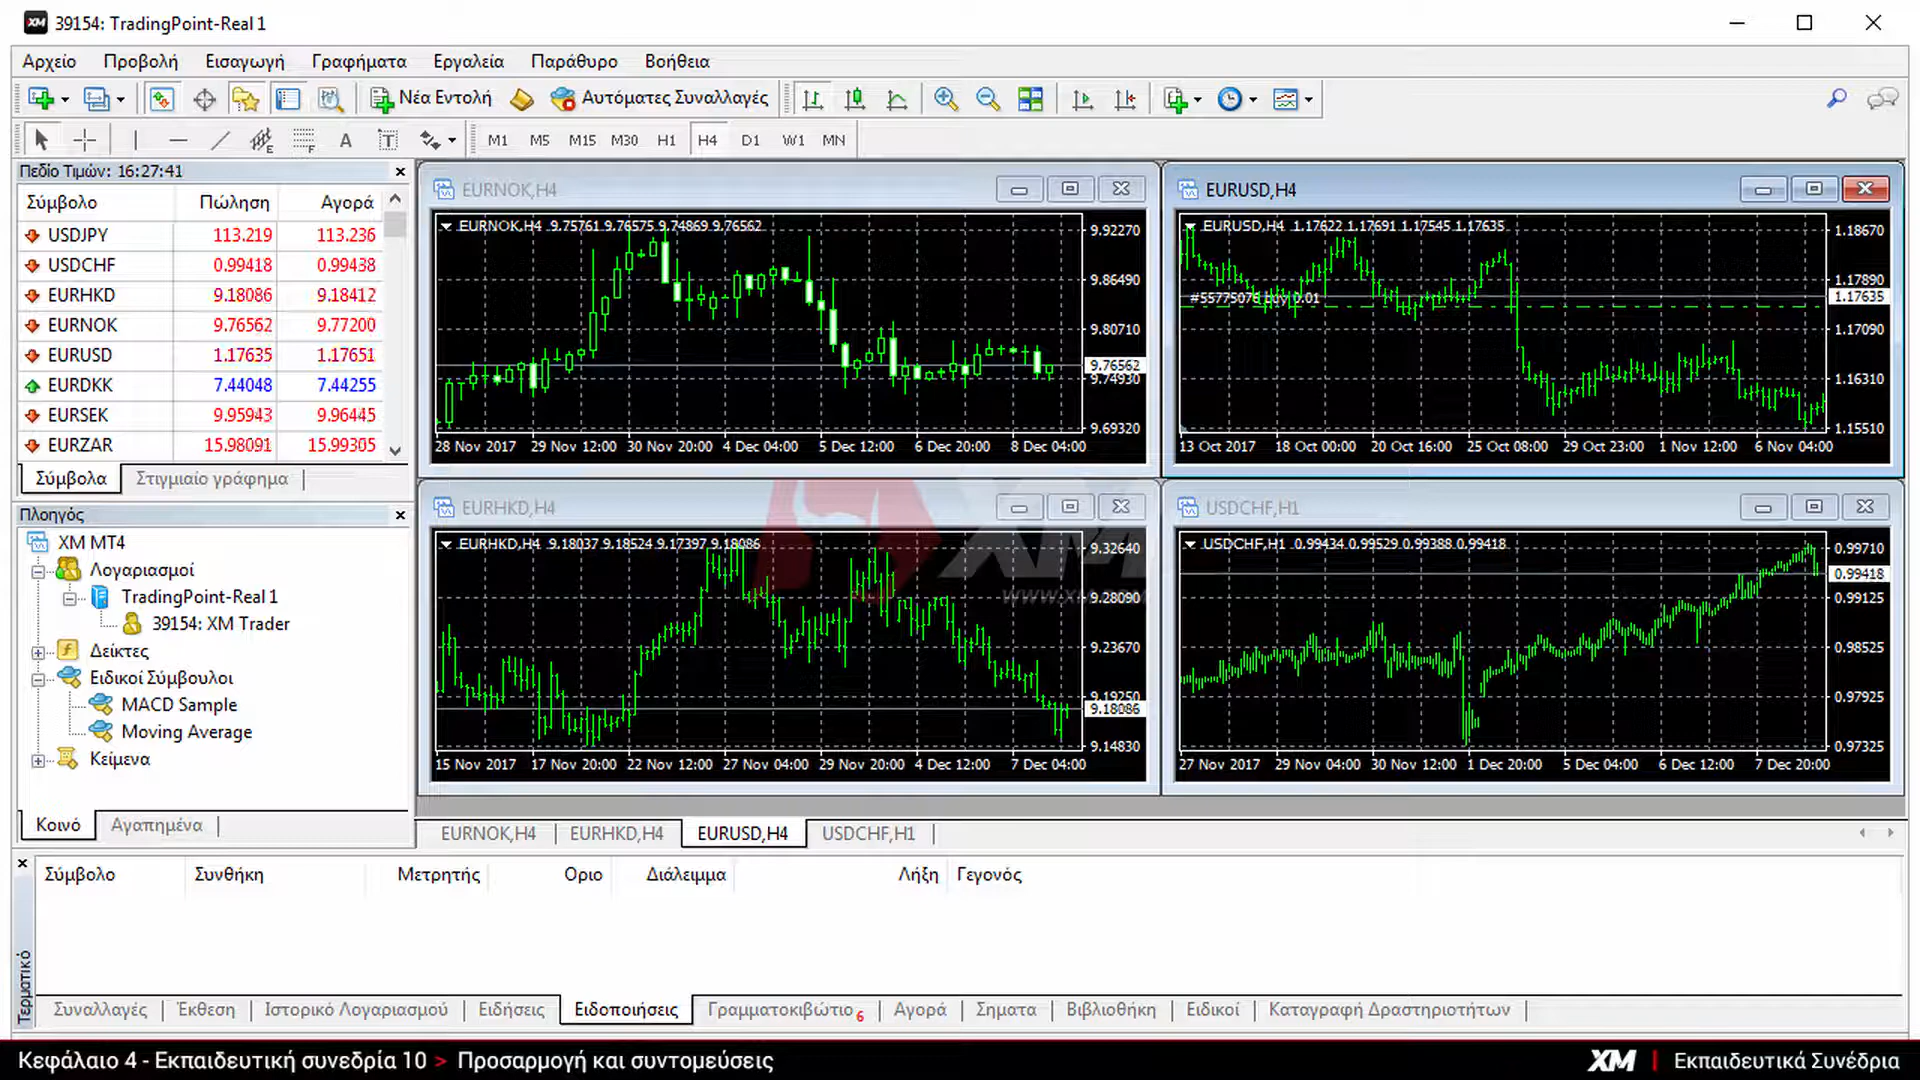 XM 39154: TradingPoint-Real 1
Αρχείο Προβολή Εισαγωγή Γραφήματα Εργαλεία Παράθυρο Βοήθεια
Νέα Εντολή Αυτόματες Συναλλαγές
M1 M5 M15 M30 H1 H4 D1 W1 MN
Πεδίο Τιμών: 16:27:41
Σύμβολο Πώληση Αγορά
USDJPY 113.219 113.236
USDCHF 0.99418 0.99438
EURHKD 9.18086 9.18412
EURNOK 9.76562 9.77200
EURUSD 1.17635 1.17651
EURDKK 7.44048 7.44255
EURSEK 9.95943 9.96445
EURZAR 15.98091 15.99305
Σύμβολα Στιγμιαίο γράφημα
Πλοηγός
XM MT4
Λογαριασμοί
TradingPoint-Real 1
39154: XM Trader
Δείκτες
Ειδικοί Σύμβουλοι
MACD Sample
Moving Average
Κείμενα
Κοινό Αγαπημένα
EURNOK,H4
EURNOK,H4 9.75761 9.76575 9.74869 9.76562
9.92270
9.86490
9.80710
9.76562
9.74930
9.69320
28 Nov 2017 29 Nov 12:00 30 Nov 20:00 4 Dec 04:00 5 Dec 12:00 6 Dec 20:00 8 Dec 04:00
EURUSD,H4
EURUSD,H4 1.17622 1.17691 1.17545 1.17635
#55775076 buy 0.01
1.18670
1.17890
1.17635
1.17090
1.16310
1.15510
13 Oct 2017 18 Oct 00:00 20 Oct 16:00 25 Oct 08:00 29 Oct 23:00 1 Nov 12:00 6 Nov 04:00
EURHKD,H4
EURHKD,H4 9.18037 9.18524 9.17397 9.18086
9.32640
9.28090
9.23670
9.19250
9.18086
9.14830
15 Nov 2017 17 Nov 20:00 22 Nov 12:00 27 Nov 04:00 29 Nov 20:00 4 Dec 12:00 7 Dec 04:00
USDCHF,H1
USDCHF,H1 0.99434 0.99529 0.99388 0.99418
0.99710
0.99418
0.99125
0.98525
0.97925
0.97325
27 Nov 2017 29 Nov 04:00 30 Nov 12:00 1 Dec 20:00 5 Dec 04:00 6 Dec 12:00 7 Dec 20:00
XM
EURNOK,H4 EURHKD,H4 EURUSD,H4 USDCHF,H1
Σύμβολο Συνθήκη Μετρητής Οριο Διάλειμμα Λήξη Γεγονός
Τερματικό
Συναλλαγές Έκθεση Ιστορικό Λογαριασμού Ειδήσεις Ειδοποιήσεις Γραμματοκιβώτιο 6 Αγορά Σηματα Βιβλιοθήκη Ειδικοί Καταγραφή Δραστηριοτήτων
Κεφάλαιο 4 - Εκπαιδευτική συνεδρία 10 > Προσαρμογή και συντομεύσεις
XM | Εκπαιδευτικά Συνέδρια